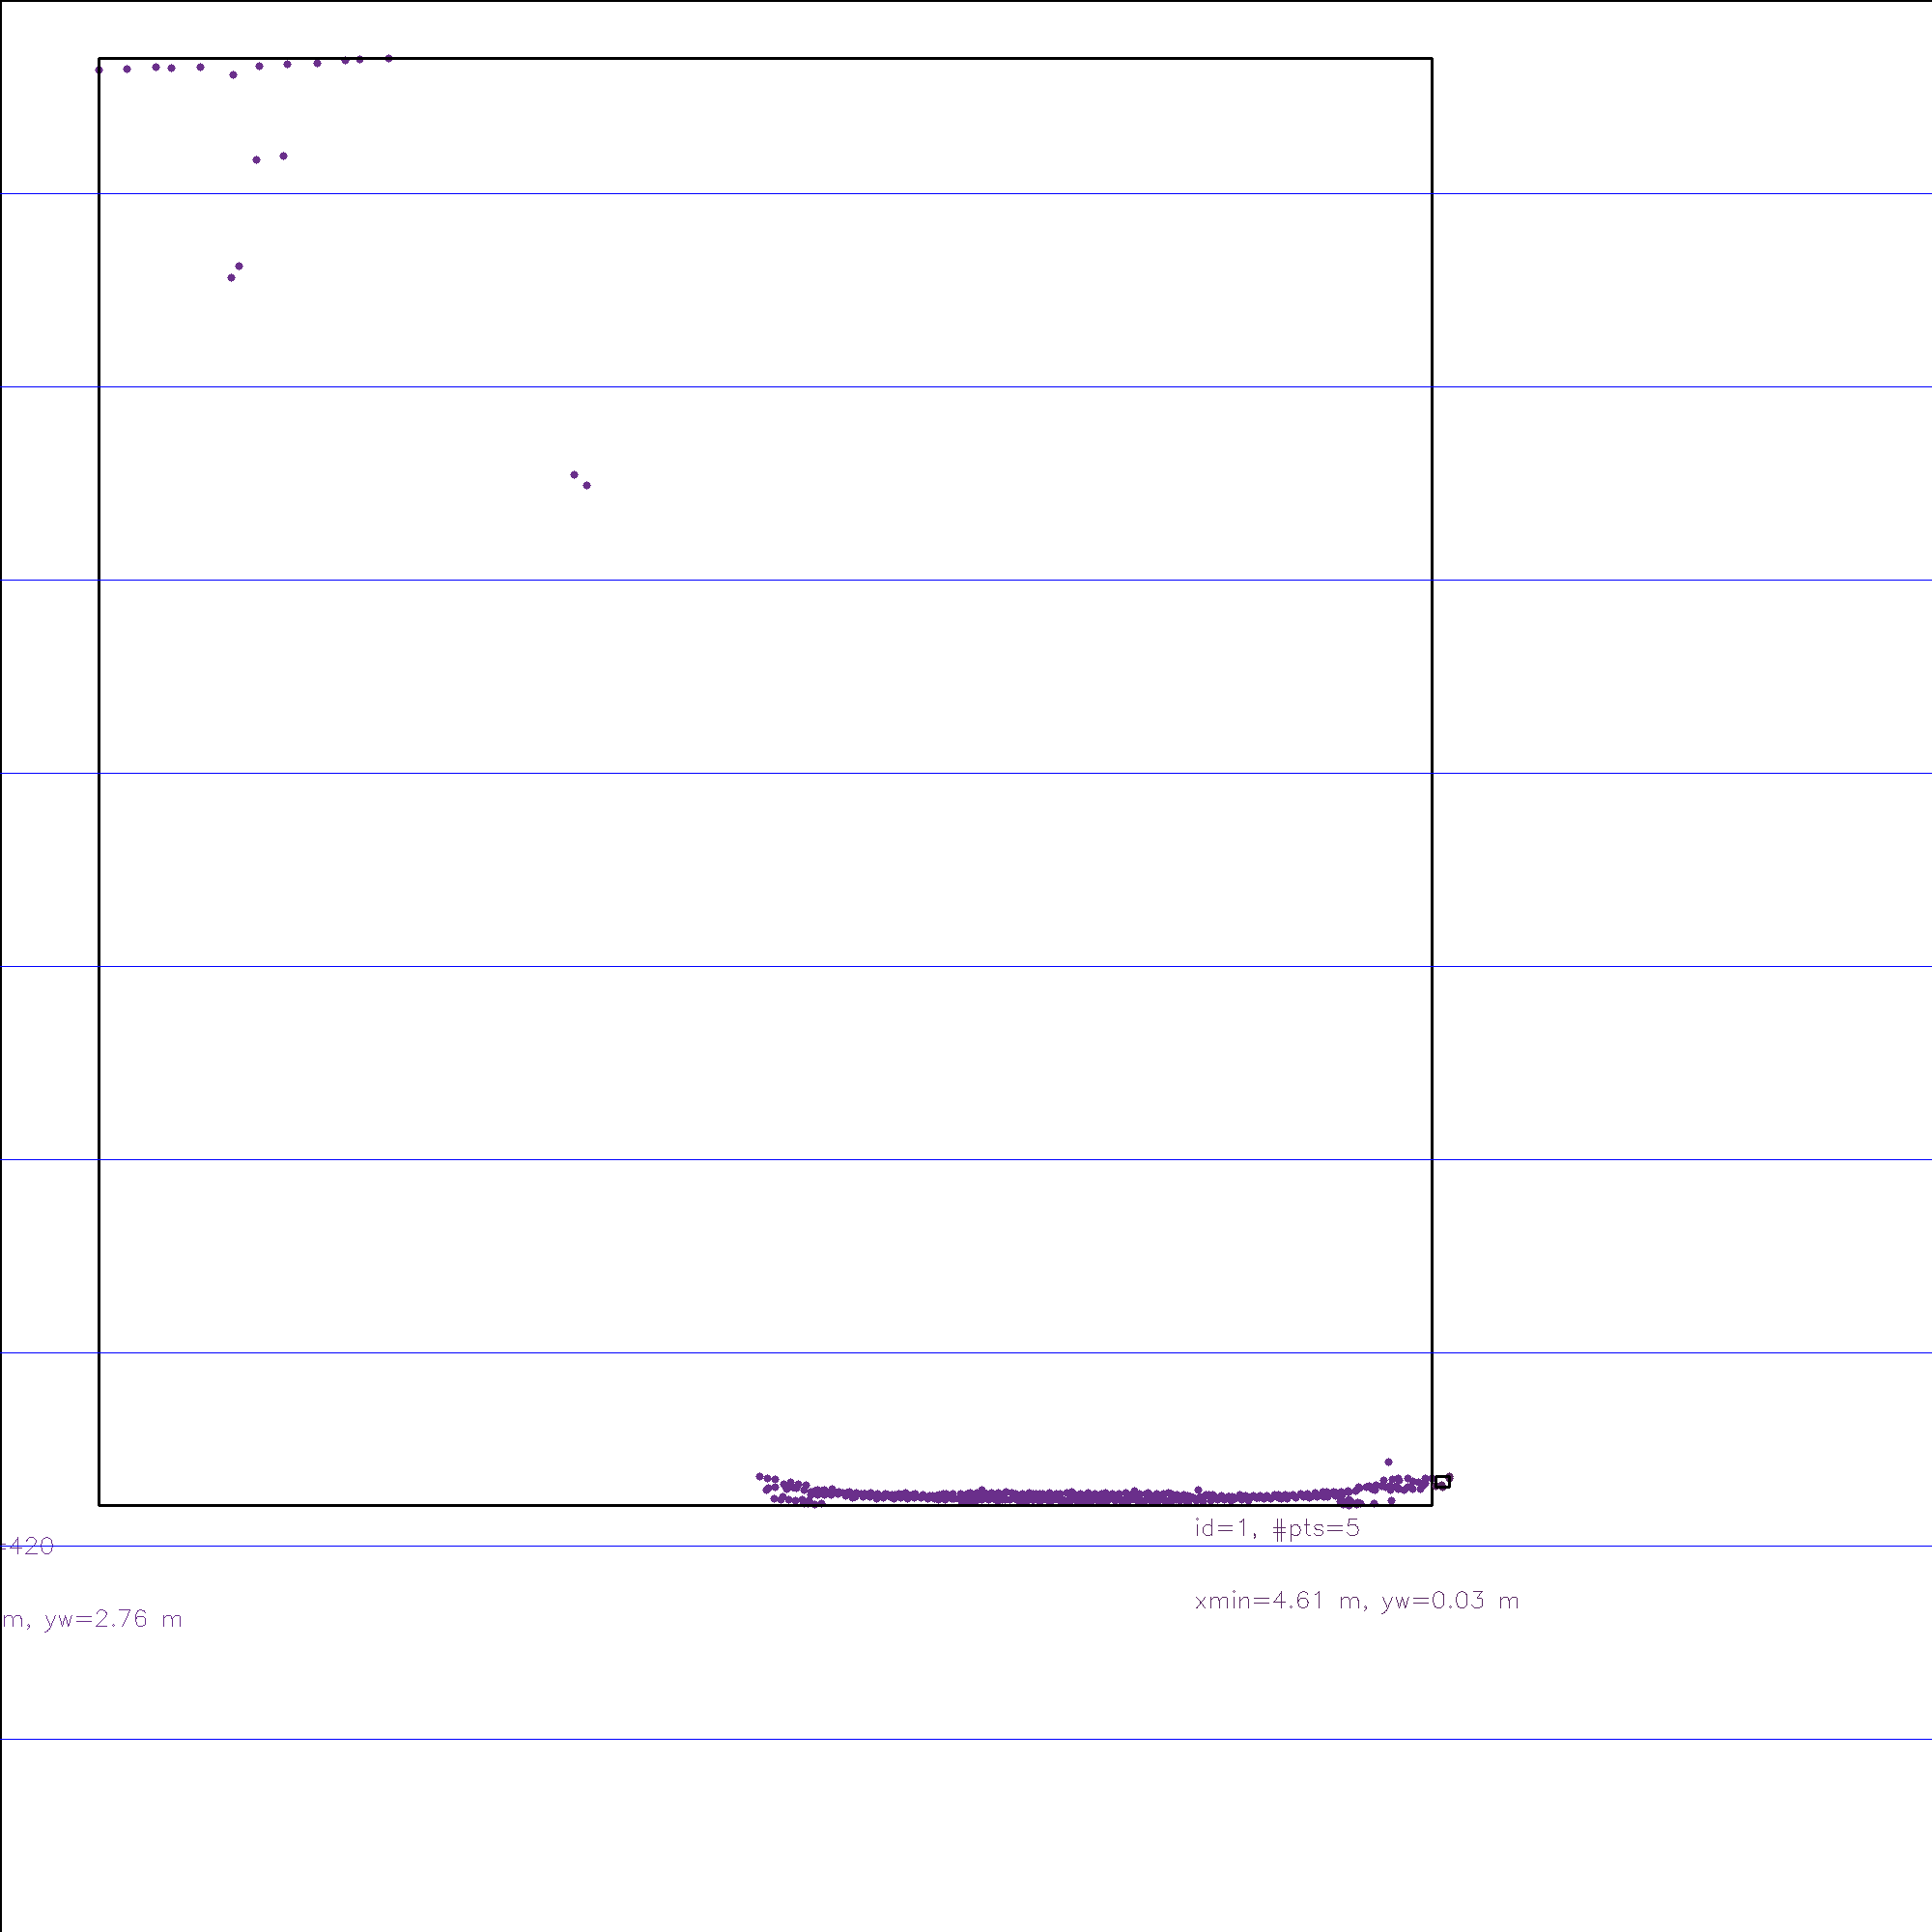 id=1, #pts=5
=420
xmin=4.61 m, yw=0.03 m
m, yw=2.76 m